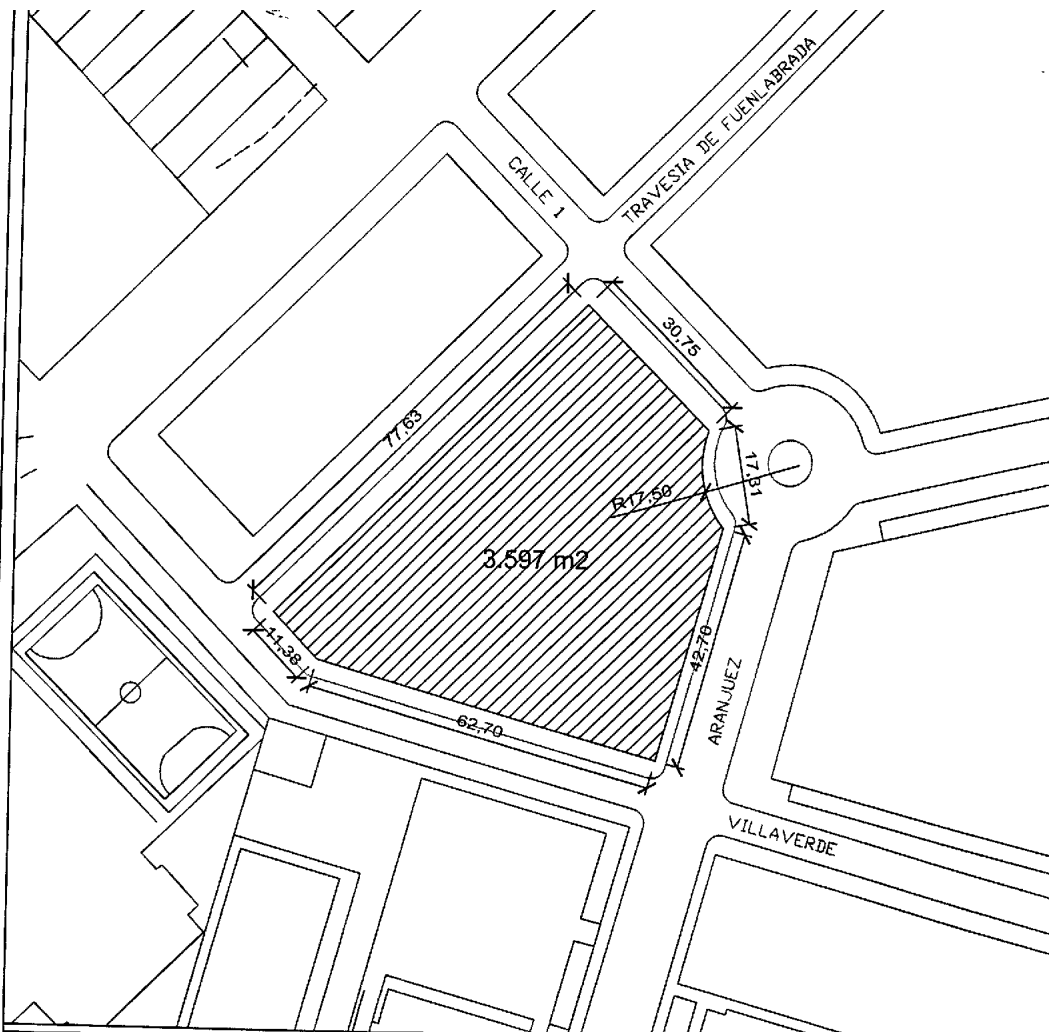 CALLE 1
TRAVESIA DE FUENLABRADA
30,75
77,63
17,31
R17,50
3.597 m2
11,38
42,70
62,70
ARANJUEZ
VILLAVERDE